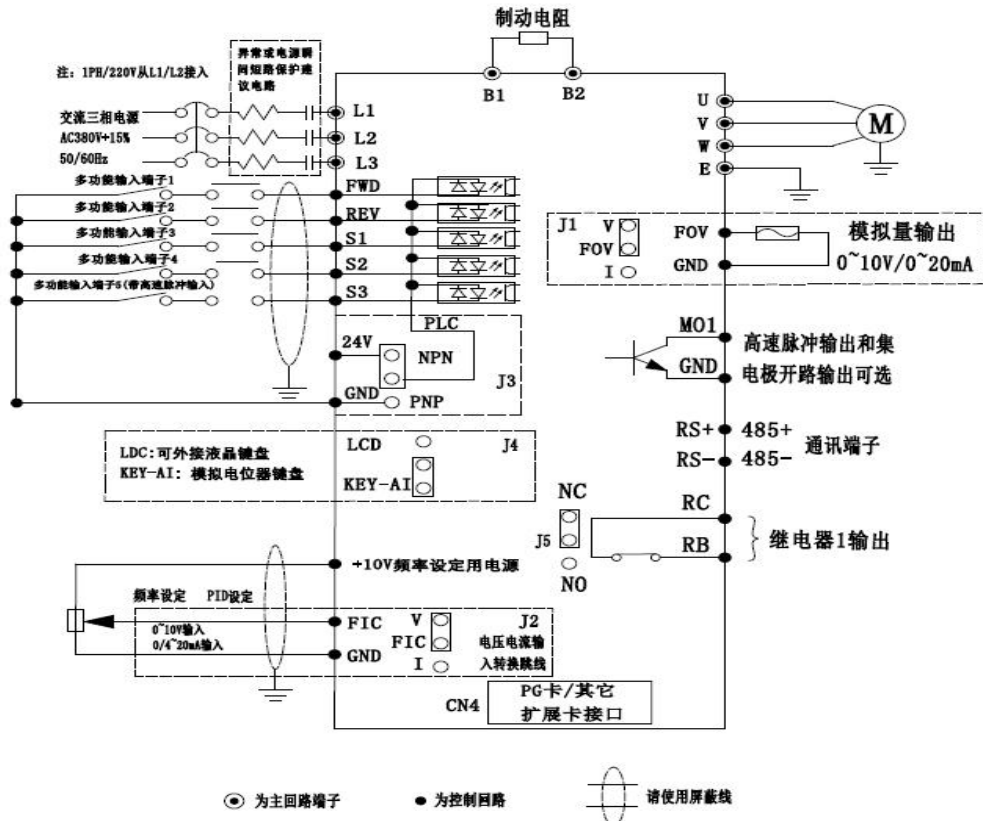 制动电阻
B1 B2
异常或电源瞬
间短路保护建
议电路
注：1PH/220V从L1/L2接入
交流三相电源
AC380V+15%
50/60Hz
L1
L2
L3
U
V
W
E
M
多功能输入端子1
FWD
多功能输入端子2
REV
多功能输入端子3
S1
多功能输入端子4
S2
多功能输入端子5(带高速脉冲输入)
S3
J1 V
FOV
I
FOV
GND
模拟量输出
0~10V/0~20mA
PLC
24V
NPN
J3
GND
PNP
MO1
GND
高速脉冲输出和集
电极开路输出可选
RS+ 485+
RS- 485-
通讯端子
LDC:可外接液晶键盘
KEY-AI: 模拟电位器键盘
LCD
J4
KEY-AI
NC
J5
NO
RC
RB
继电器1输出
+10V频率设定用电源
频率设定 PID设定
0~10V输入
0/4~20mA输入
FIC
GND
V
FIC
I
J2
电压电流输
入转换跳线
CN4
PG卡/其它
扩展卡接口
为主回路端子
为控制回路
请使用屏蔽线